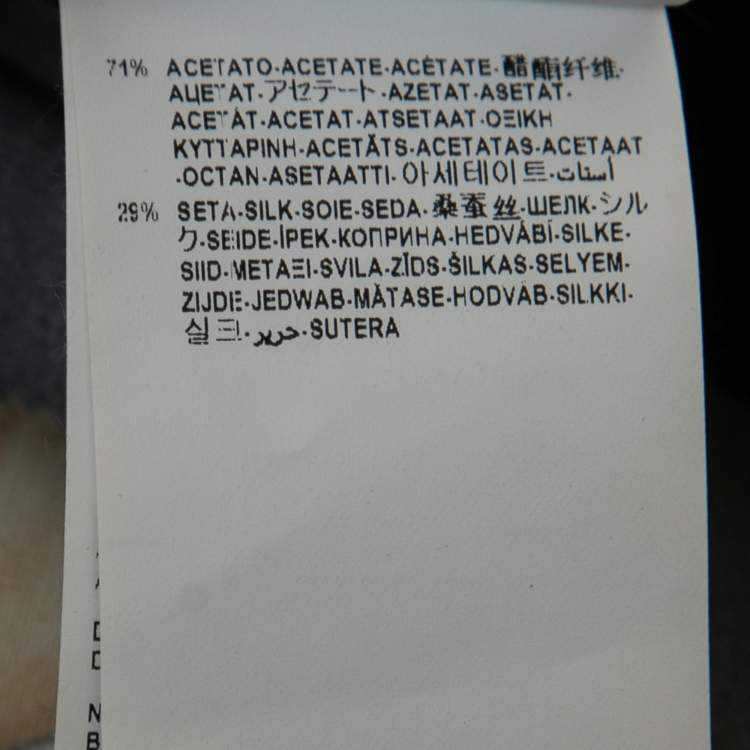 71% ACETATO·ACETATE·ACÉTATE·醋酯纤维·
АЦЕТАТ·アセテート·AZETAT·ASETAT·
ACETÁT·ACETAT·ATSETAAT·ΟΞΙΚΗ
ΚΥΤΤΑΡΙΝΗ·ACETĀTS·ACETATAS·ACETAAT
·OCTAN·ASETAATTI·아세테이트·أستات·
29% SETA·SILK·SOIE·SEDA·桑蚕丝·ШЕЛК·シル
ク·SEIDE·İPEK·КОПРИНА·HEDVÁBÍ·SILKE·
SIID·ΜΕΤΑΞΙ·SVILA·ZĪDS·ŠILKAS·SELYEM·
ZIJDE·JEDWAB·MĂTASE·HODVÁB·SILKKI·
실크·حرير·SUTERA
D
N
B